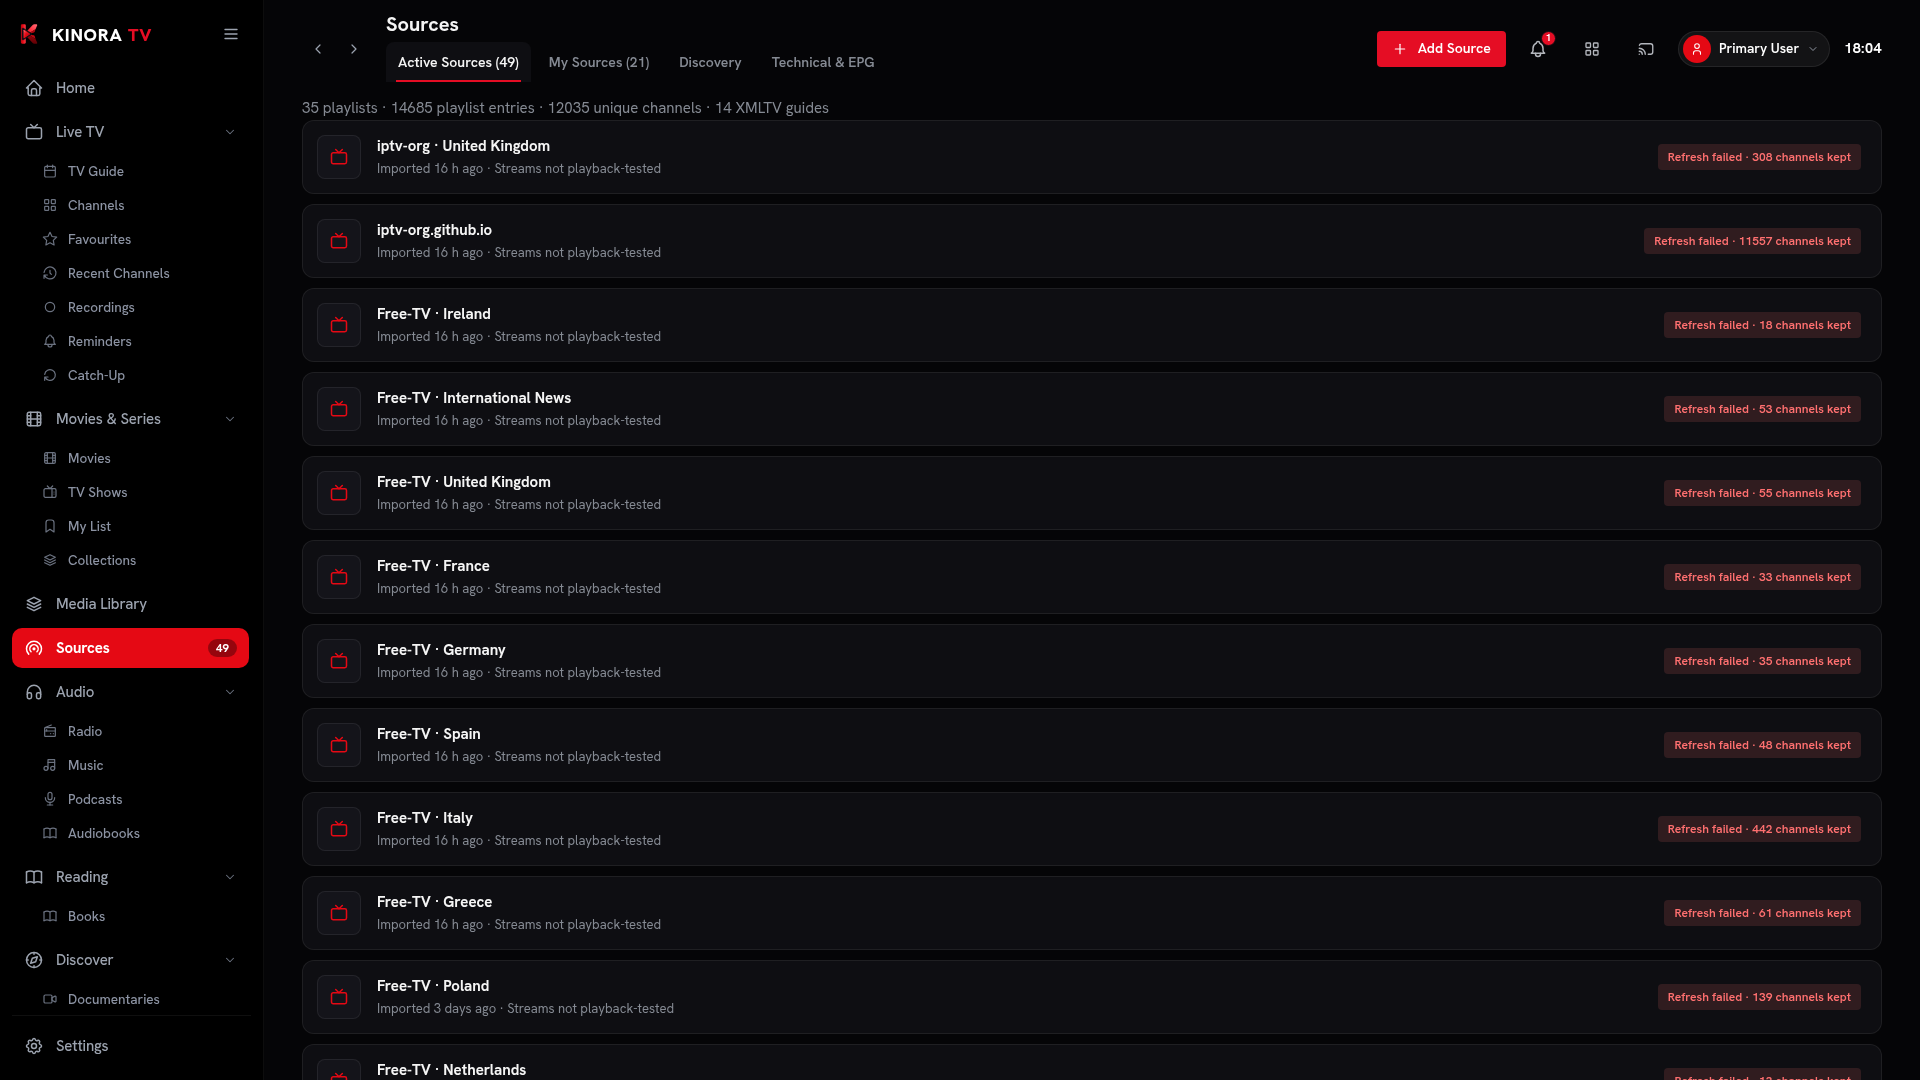 KINORA TV
Home
Live TV
TV Guide
Channels
Favourites
Recent Channels
Recordings
Reminders
Catch-Up
Movies & Series
Movies
TV Shows
My List
Collections
Media Library
Sources 49
Audio
Radio
Music
Podcasts
Audiobooks
Reading
Books
Discover
Documentaries
Settings
Sources
Active Sources (49) My Sources (21) Discovery Technical & EPG
Add Source 1 Primary User 18:04
35 playlists · 14685 playlist entries · 12035 unique channels · 14 XMLTV guides
iptv-org · United Kingdom
Imported 16 h ago · Streams not playback-tested
Refresh failed · 308 channels kept
iptv-org.github.io
Imported 16 h ago · Streams not playback-tested
Refresh failed · 11557 channels kept
Free-TV · Ireland
Imported 16 h ago · Streams not playback-tested
Refresh failed · 18 channels kept
Free-TV · International News
Imported 16 h ago · Streams not playback-tested
Refresh failed · 53 channels kept
Free-TV · United Kingdom
Imported 16 h ago · Streams not playback-tested
Refresh failed · 55 channels kept
Free-TV · France
Imported 16 h ago · Streams not playback-tested
Refresh failed · 33 channels kept
Free-TV · Germany
Imported 16 h ago · Streams not playback-tested
Refresh failed · 35 channels kept
Free-TV · Spain
Imported 16 h ago · Streams not playback-tested
Refresh failed · 48 channels kept
Free-TV · Italy
Imported 16 h ago · Streams not playback-tested
Refresh failed · 442 channels kept
Free-TV · Greece
Imported 16 h ago · Streams not playback-tested
Refresh failed · 61 channels kept
Free-TV · Poland
Imported 3 days ago · Streams not playback-tested
Refresh failed · 139 channels kept
Free-TV · Netherlands